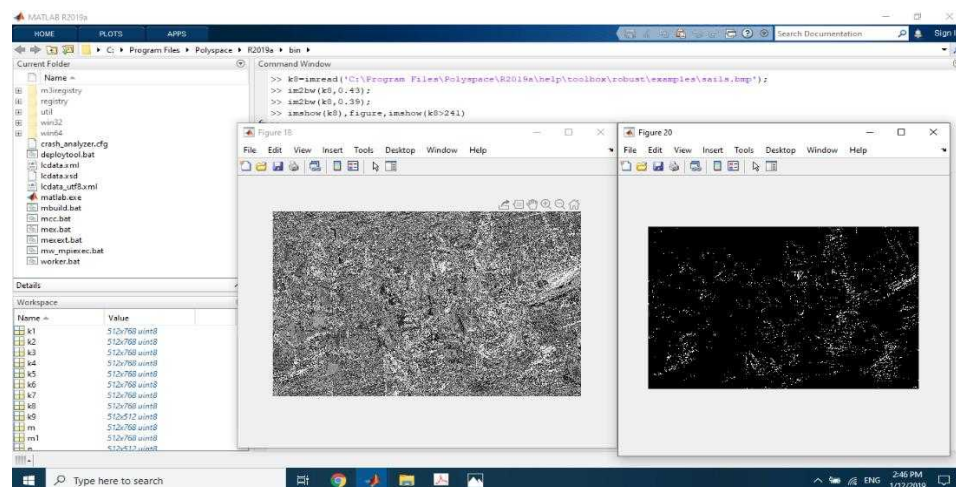 MATLAB R2019a
HOME PLOTS APPS
Search Documentation
Sign
C: Program Files Polyspace R2019a bin
Current Folder
Command Window
Name
m3iregistry
registry
util
win32
win64
crash_analyzer.cfg
deploytool.bat
lcdata.xml
lcdata.xsd
lcdata_utf8.xml
matlab.exe
mbuild.bat
mcc.bat
mex.bat
mexext.bat
mw_mpiexec.bat
worker.bat
>> k8=imread('C:\Program Files\Polyspace\R2019a\help\toolbox\robust\examples\sails.bmp');
>> im2bw(k8,0.43);
>> im2bw(k8,0.39);
>> imshow(k8),figure,imshow(k8>241)
Figure 18
File Edit View Insert Tools Desktop Window Help
Figure 20
File Edit View Insert Tools Desktop Window Help
Details
Workspace
Name Value
k1 512x768 uint8
k2 512x768 uint8
k3 512x768 uint8
k4 512x768 uint8
k5 512x768 uint8
k6 512x768 uint8
k7 512x768 uint8
k8 512x768 uint8
k9 512x512 uint8
m 512x768 uint8
m1 512x768 uint8
512x512 uint8
Type here to search
ENG
2:46 PM
1/12/2019